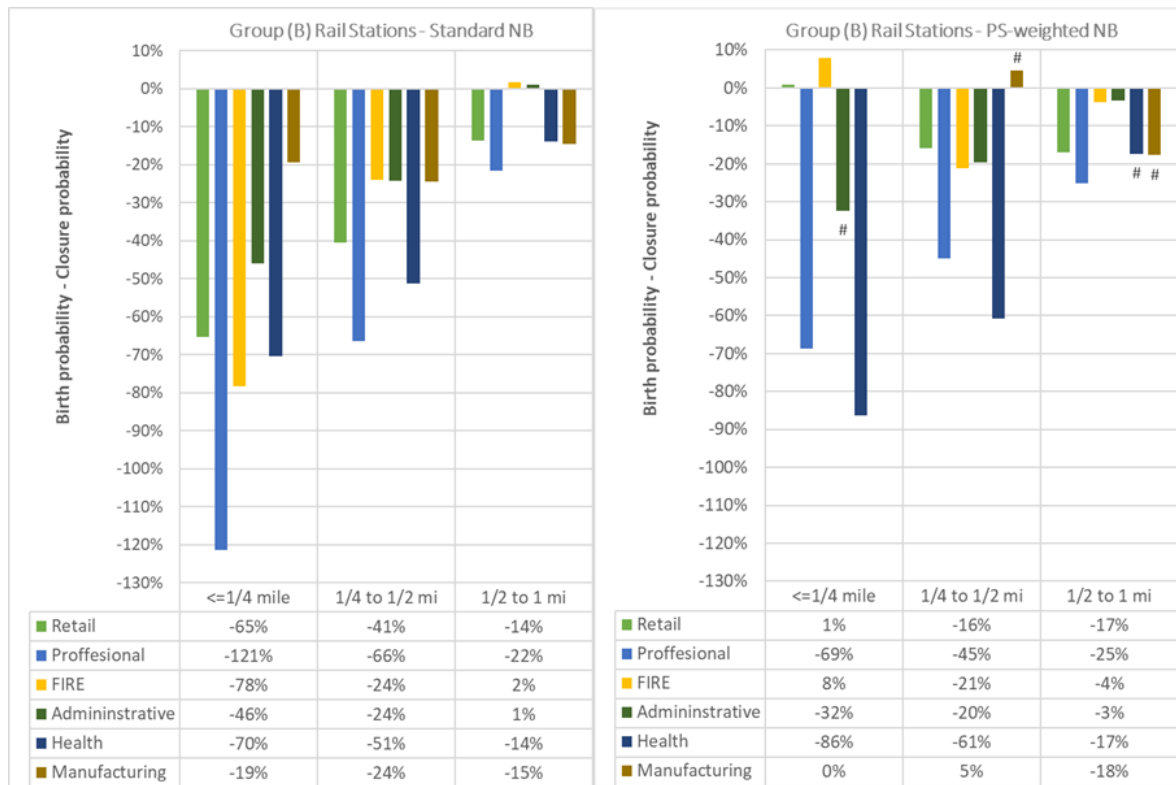 Group (B) Rail Stations - Standard NB
Birth probability - Closure probability
10%
0%
-10%
-20%
-30%
-40%
-50%
-60%
-70%
-80%
-90%
-100%
-110%
-120%
-130%
<=1/4 mile 1/4 to 1/2 mi 1/2 to 1 mi
Retail -65% -41% -14%
Proffesional -121% -66% -22%
FIRE -78% -24% 2%
Admininstrative -46% -24% 1%
Health -70% -51% -14%
Manufacturing -19% -24% -15%
Group (B) Rail Stations - PS-weighted NB
Birth probability - Closure probability
10%
0%
-10%
-20%
-30%
-40%
-50%
-60%
-70%
-80%
-90%
-100%
-110%
-120%
-130%
#
#
# #
<=1/4 mile 1/4 to 1/2 mi 1/2 to 1 mi
Retail 1% -16% -17%
Proffesional -69% -45% -25%
FIRE 8% -21% -4%
Admininstrative -32% -20% -3%
Health -86% -61% -17%
Manufacturing 0% 5% -18%